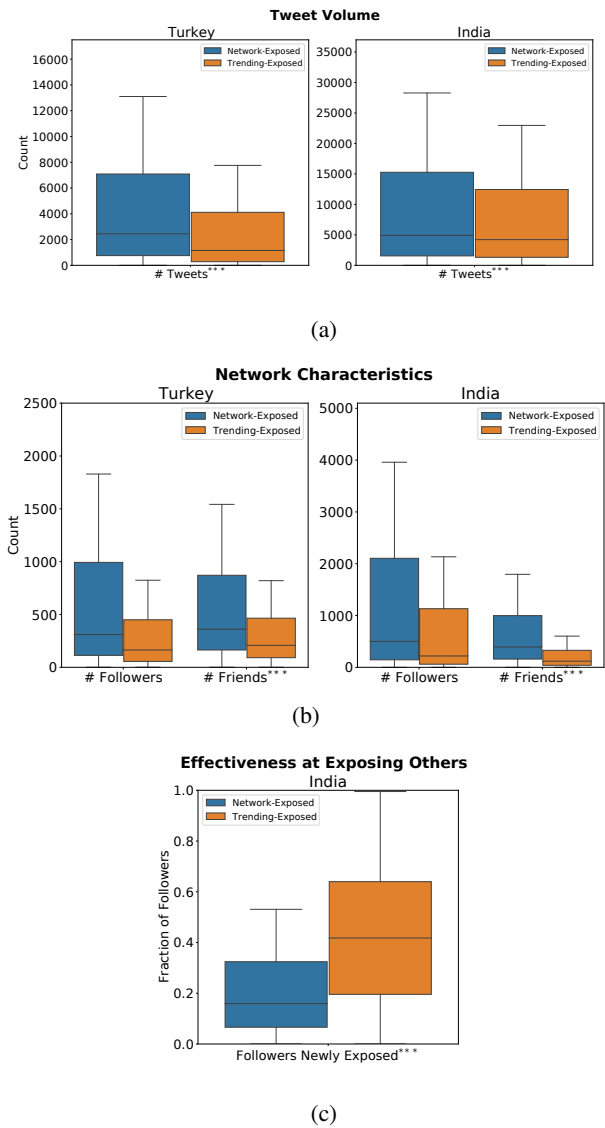 Tweet Volume
Turkey
India
Network-Exposed
Trending-Exposed
Network-Exposed
Trending-Exposed
Count
16000
14000
12000
10000
8000
6000
4000
2000
0
35000
30000
25000
20000
15000
10000
5000
0
# Tweets***
# Tweets***
(a)
Network Characteristics
Turkey
India
Network-Exposed
Trending-Exposed
Network-Exposed
Trending-Exposed
Count
2500
2000
1500
1000
500
0
5000
4000
3000
2000
1000
0
# Followers
# Friends***
# Followers
# Friends***
(b)
Effectiveness at Exposing Others
India
Network-Exposed
Trending-Exposed
Fraction of Followers
1.0
0.8
0.6
0.4
0.2
0.0
Followers Newly Exposed***
(c)